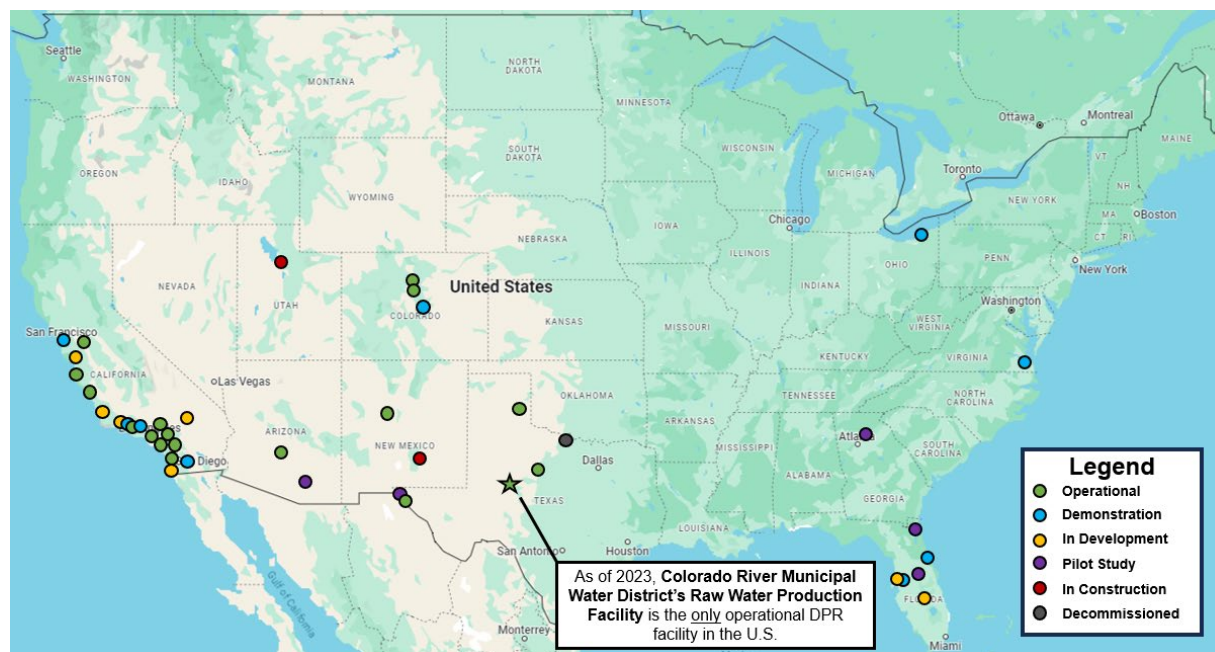 Seattle
WASHINGTON
MONTANA
NORTH
DAKOTA
MINNESOTA
Ottawa
Montreal
MAINE
OREGON
IDAHO
SOUTH
DAKOTA
WISCONSIN
MICHIGAN
Toronto
VT
NH
WYOMING
NEW YORK
MA
Boston
CT
RI
IOWA
Chicago
NEBRASKA
ILLINOIS
OHIO
PENN
New York
NEVADA
UTAH
United States
COLORADO
INDIANA
Washington
San Francisco
KANSAS
MISSOURI
WEST
VIRGINIA
KENTUCKY
VIRGINIA
CALIFORNIA
Las Vegas
OKLAHOMA
TENNESSEE
NORTH
CAROLINA
ARKANSAS
ARIZONA
NEW MEXICO
Atlanta
SOUTH
CAROLINA
MISSISSIPPI
Diego
Dallas
ALABAMA
GEORGIA
TEXAS
LOUISIANA
San Antonio
Houston
Gulf of California
Monterrey
FLORIDA
Miami
As of 2023, Colorado River Municipal
Water District's Raw Water Production
Facility is the only operational DPR
facility in the U.S.
Legend
Operational
Demonstration
In Development
Pilot Study
In Construction
Decommissioned